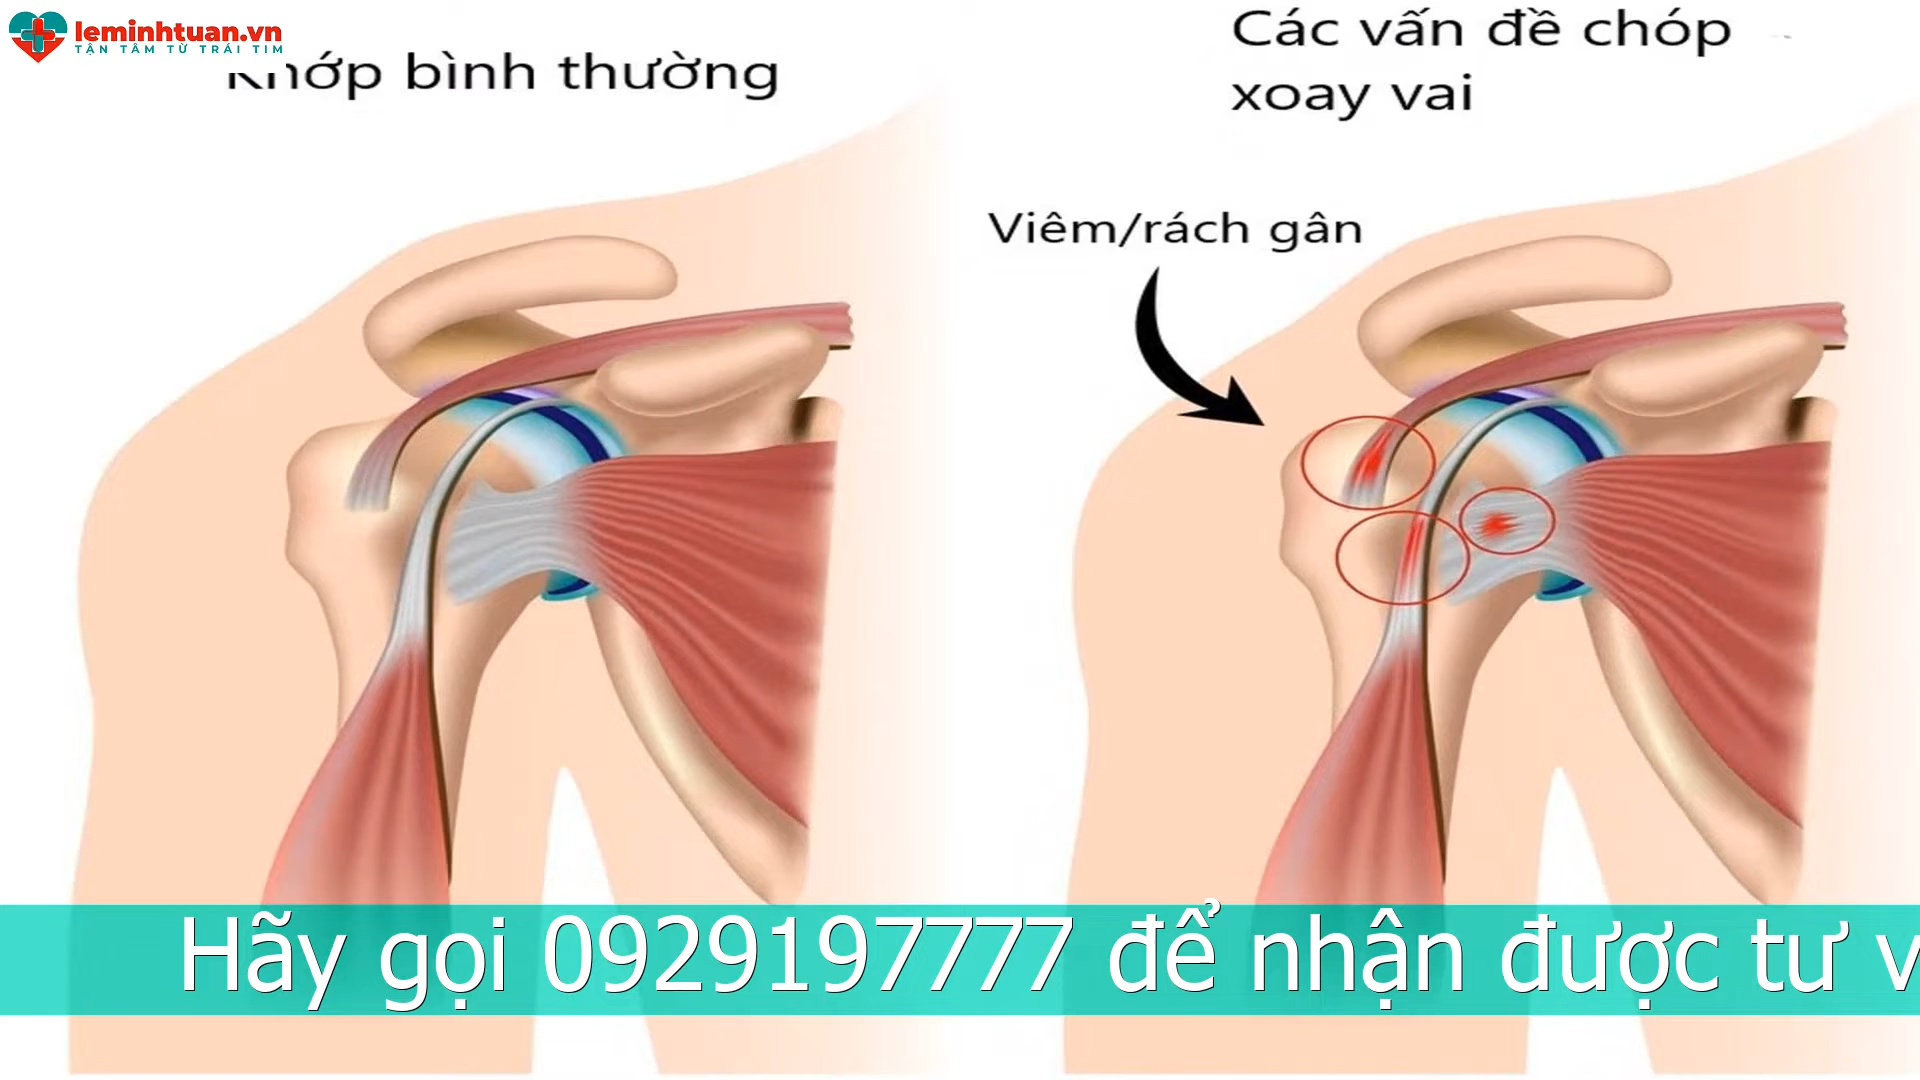 leminhtuan.vn
TẬN TÂM TỪ TRÁI TIM
Khớp bình thường
Các vấn đề chóp
xoay vai
Viêm/rách gân
Hãy gọi 0929197777 để nhận được tư v